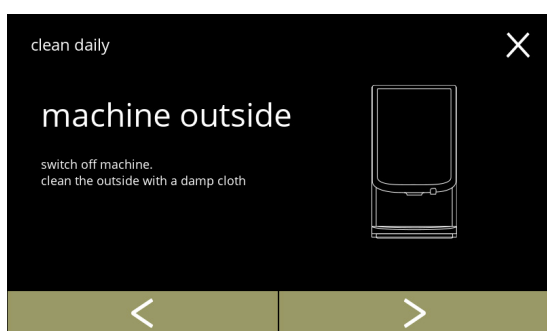 clean daily
machine outside
switch off machine.
clean the outside with a damp cloth